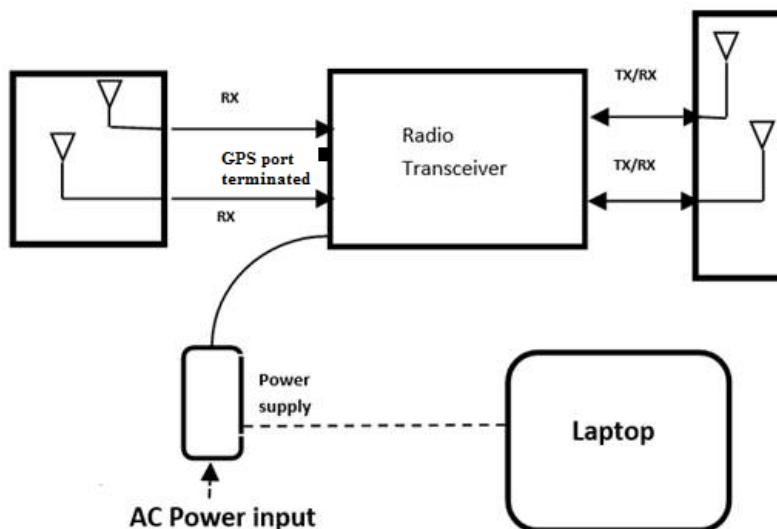 RX
GPS port
terminated
RX
Radio
Transceiver
TX/RX
TX/RX
Power
supply
Laptop
AC Power input